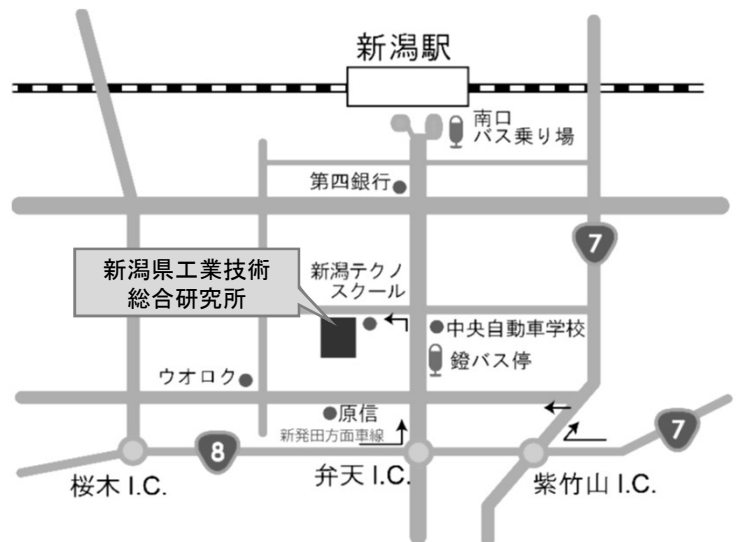 新潟駅
南口
バス乗り場
第四銀行
7
新潟県工業技術
総合研究所
新潟テクノ
スクール
中央自動車学校
鐙バス停
ウオロク
原信
新発田方面車線
7
8
桜木 I.C.
弁天 I.C.
紫竹山 I.C.